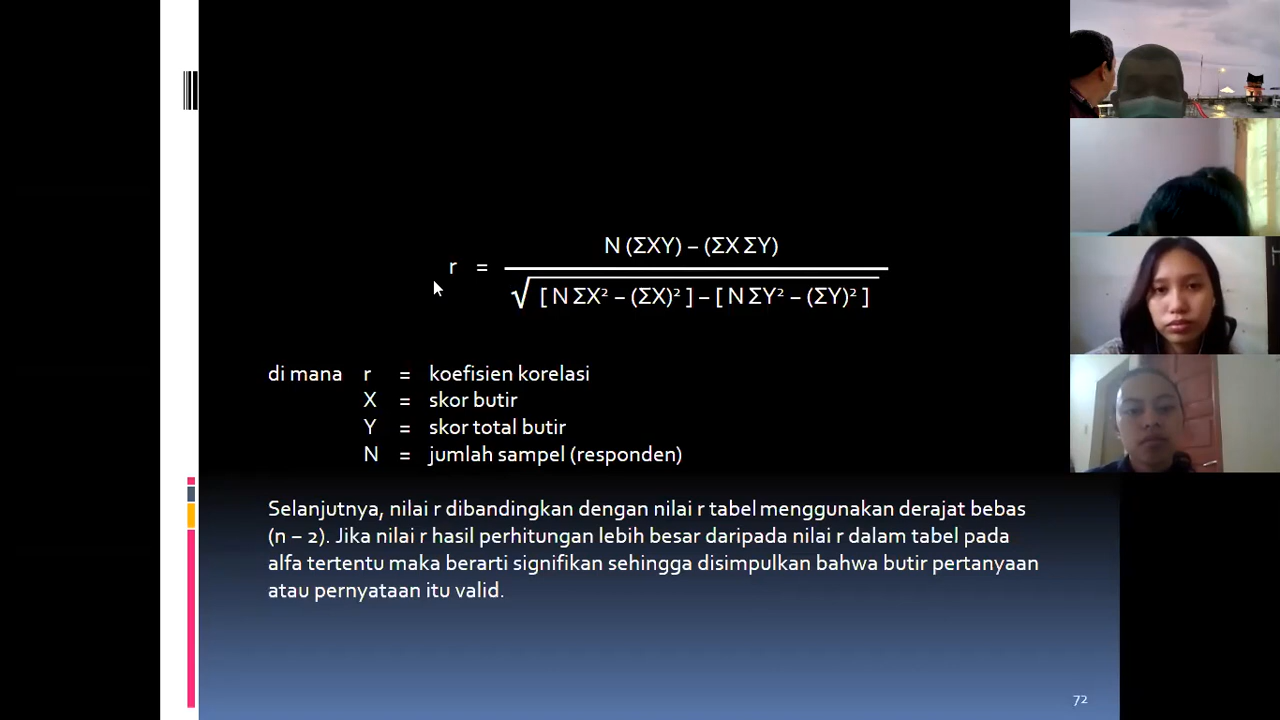 N (ΣXY) – (ΣX ΣY)
r =
√ [ N ΣX² – (ΣX)² ] – [ N ΣY² – (ΣY)² ]
di mana r = koefisien korelasi
X = skor butir
Y = skor total butir
N = jumlah sampel (responden)
Selanjutnya, nilai r dibandingkan dengan nilai r tabel menggunakan derajat bebas
(n – 2). Jika nilai r hasil perhitungan lebih besar daripada nilai r dalam tabel pada
alfa tertentu maka berarti signifikan sehingga disimpulkan bahwa butir pertanyaan
atau pernyataan itu valid.
72